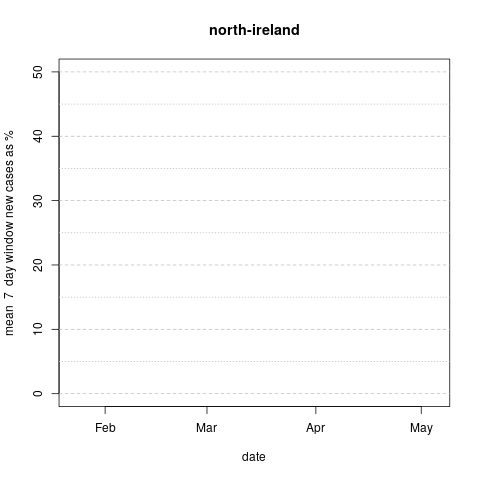 north-ireland
mean  7  day window new cases as %
50
40
30
20
10
0
Feb
Mar
Apr
May
date